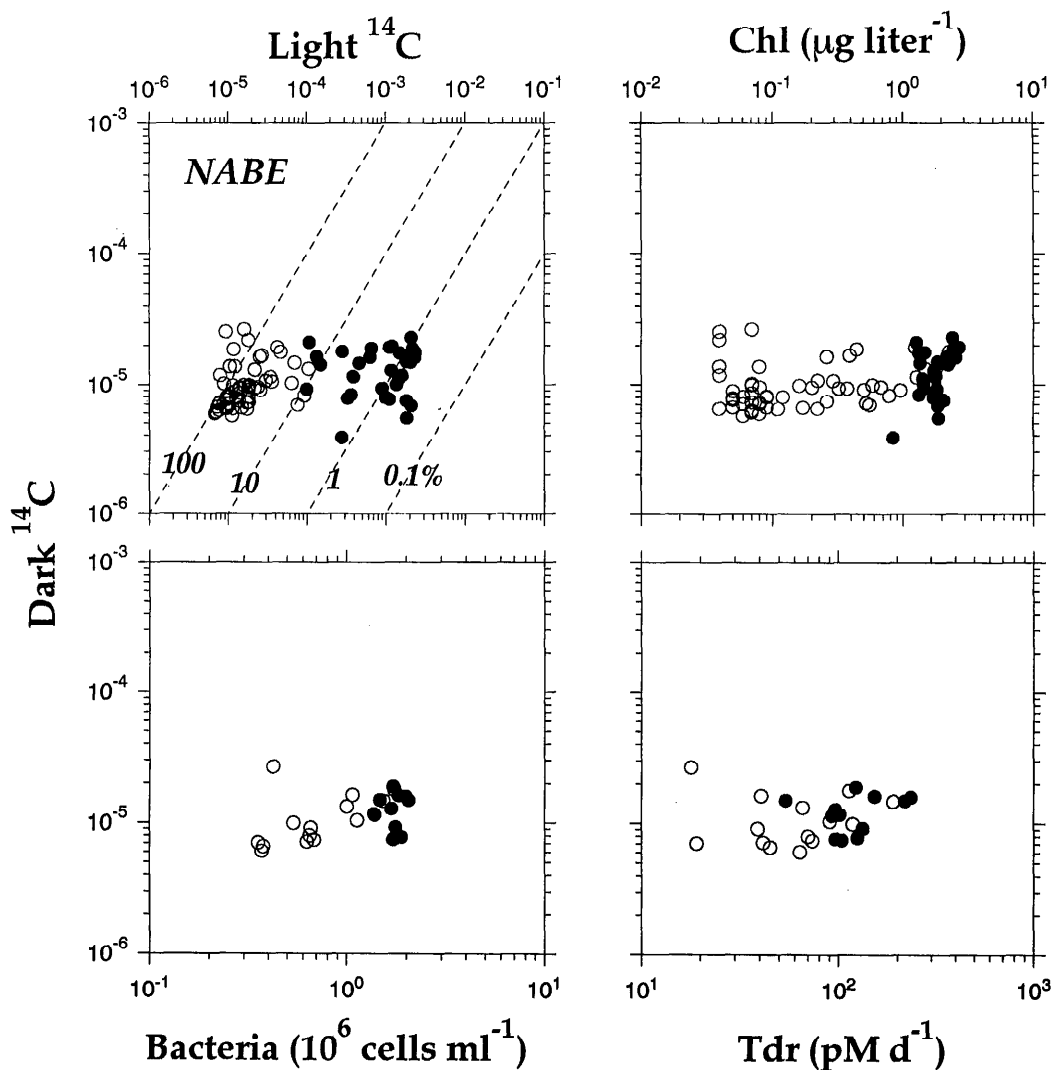 Light ¹⁴C
10⁻⁶ 10⁻⁵ 10⁻⁴ 10⁻³ 10⁻² 10⁻¹
Chl (µg liter⁻¹)
10⁻² 10⁻¹ 10⁰ 10¹
10⁻³
NABE
10⁻⁴
10⁻⁵
100 10 1 0.1%
10⁻⁶
Dark ¹⁴C
10⁻³
10⁻⁴
10⁻⁵
10⁻⁶
10⁻¹ 10⁰ 10¹
Bacteria (10⁶ cells ml⁻¹)
10¹ 10² 10³
Tdr (pM d⁻¹)